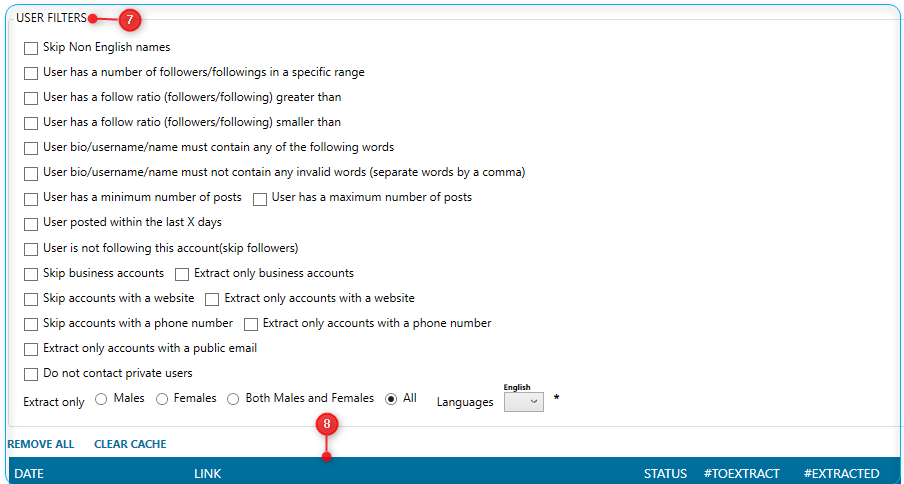 USER FILTERS 7
Skip Non English names
User has a number of followers/followings in a specific range
User has a follow ratio (followers/following) greater than
User has a follow ratio (followers/following) smaller than
User bio/username/name must contain any of the following words
User bio/username/name must not contain any invalid words (separate words by a comma)
User has a minimum number of posts User has a maximum number of posts
User posted within the last X days
User is not following this account(skip followers)
Skip business accounts Extract only business accounts
Skip accounts with a website Extract only accounts with a website
Skip accounts with a phone number Extract only accounts with a phone number
Extract only accounts with a public email
Do not contact private users
English
Extract only Males Females Both Males and Females All Languages *
8
REMOVE ALL CLEAR CACHE
DATE LINK STATUS #TOEXTRACT #EXTRACTED